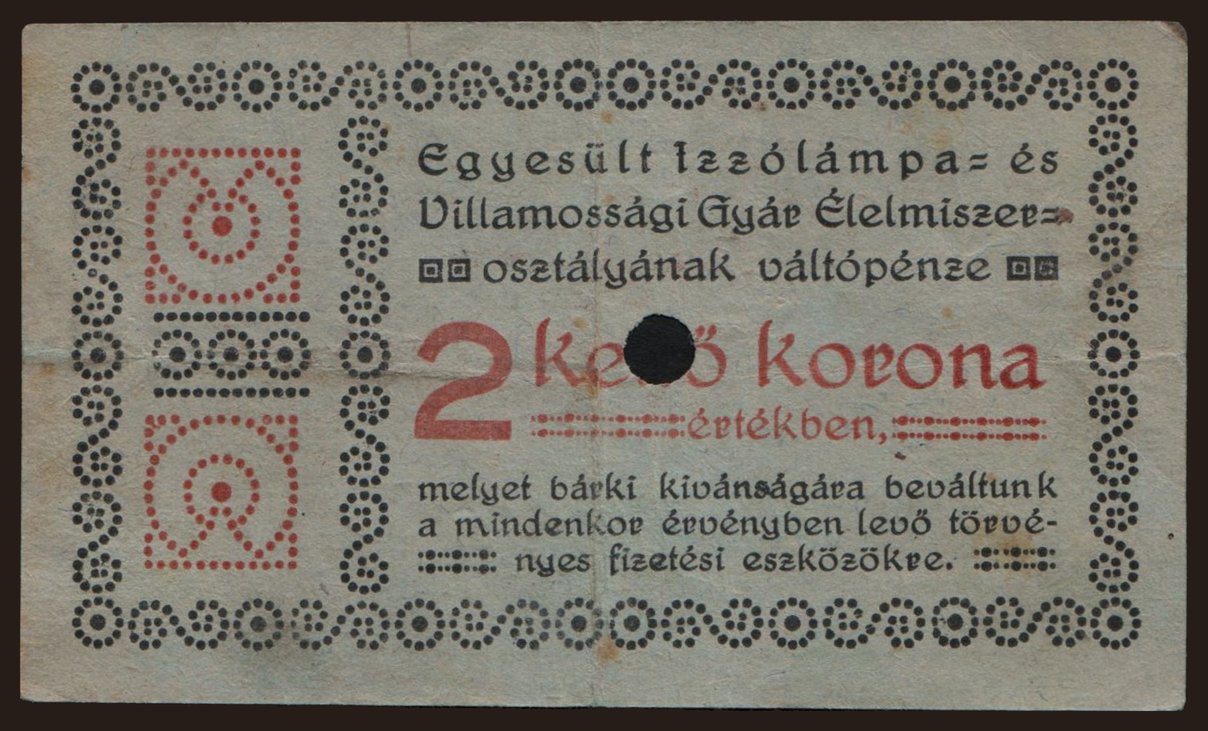 Egyesült Izzólámpa= és
Villamossági Gyár Élelmiszer=
osztályának váltópénze
2 korona
értékben,
melyet bárki kivánságára beváltunk
a mindenkor érvényben levő törvé-
nyes fizetési eszközökre.